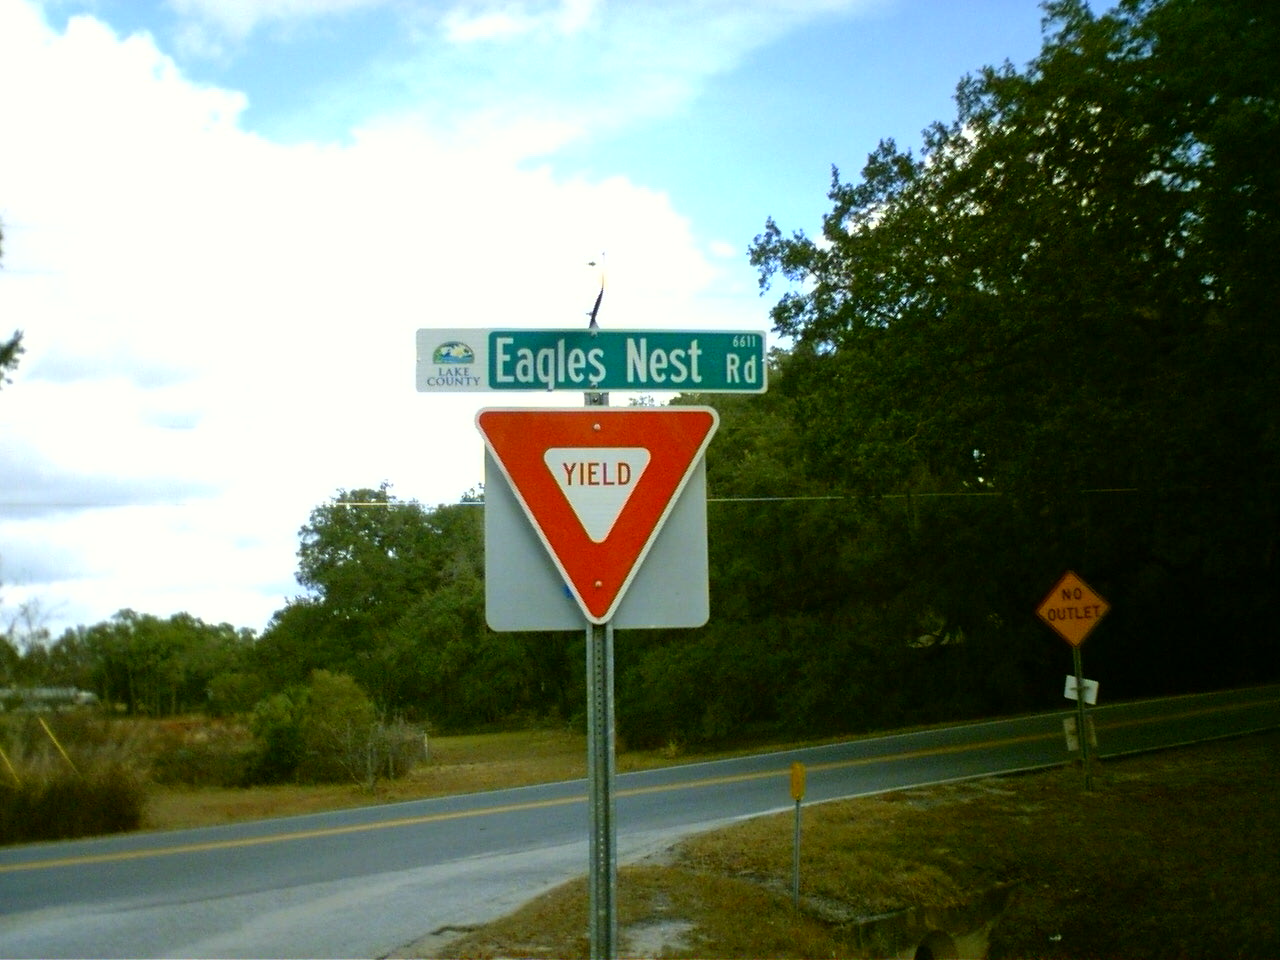 LAKE
COUNTY
Eagles Nest Rd
6611
YIELD
NO
OUTLET